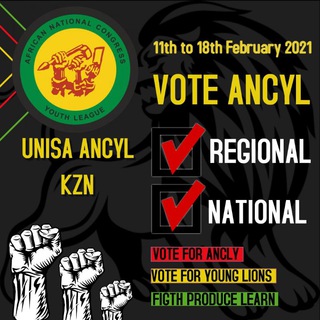 AFRICAN NATIONAL CONGRESS
YOUTH LEAGUE
11th to 18th February 2021
VOTE ANCYL
UNISA ANCYL
KZN
REGIONAL
NATIONAL
VOTE FOR ANCLY
VOTE FOR YOUNG LIONS
FIGTH PRODUCE LEARN